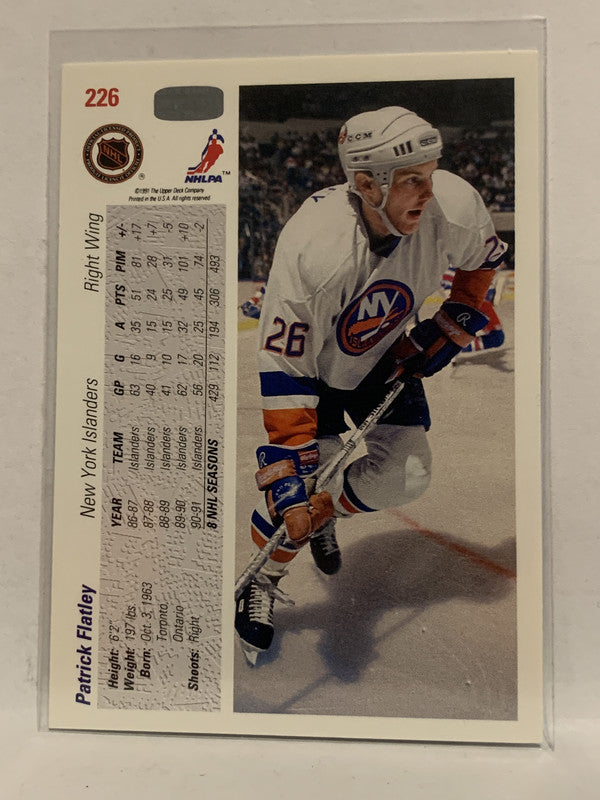 226
NHL
NHLPA™
©1991 The Upper Deck Company
Printed in the U.S.A. All rights reserved
Patrick Flatley New York Islanders Right Wing
Height: 6'2"
Weight: 197 lbs.
Born: Oct. 3, 1963
Toronto,
Ontario
Shoots: Right
YEAR TEAM GP G A PTS PIM +/-
86-87 Islanders 63 16 35 51 81 +17
87-88 Islanders 40 9 15 24 28 +7
88-89 Islanders 41 10 15 25 31 -5
89-90 Islanders 62 17 32 49 101 +10
90-91 Islanders 56 20 25 45 74 -2
8 NHL SEASONS 429 112 194 306 493
CCM
26
NY
26
R
R